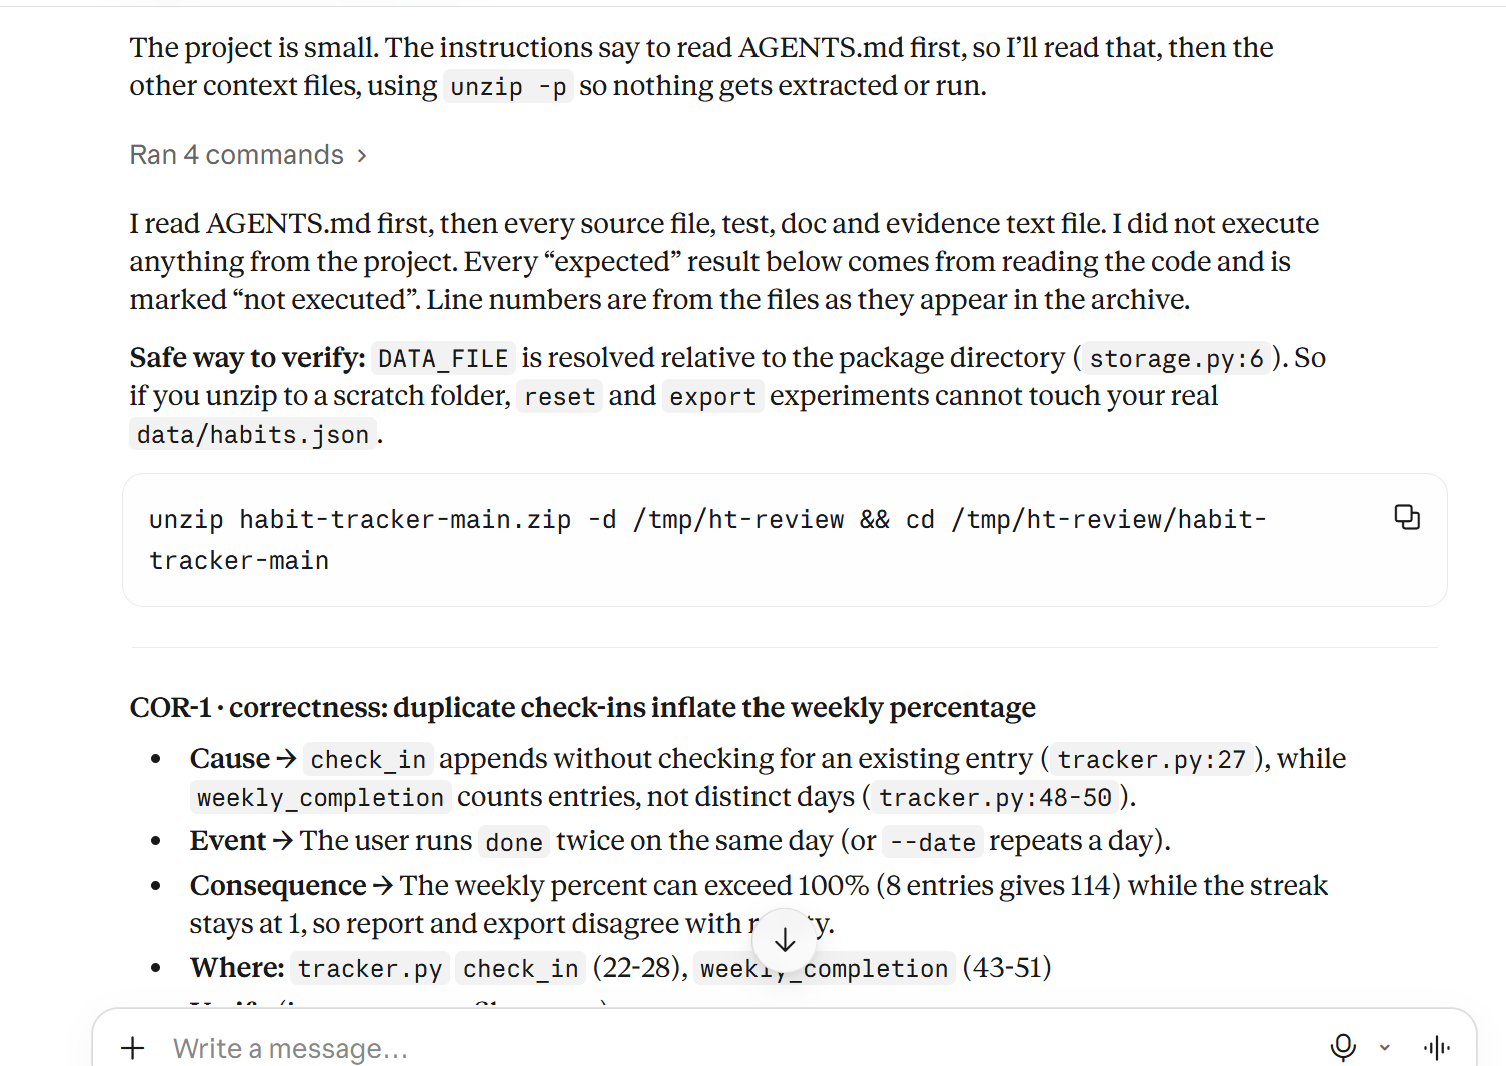 The project is small. The instructions say to read AGENTS.md first, so I’ll read that, then the
other context files, using unzip -p so nothing gets extracted or run.
Ran 4 commands >
I read AGENTS.md first, then every source file, test, doc and evidence text file. I did not execute
anything from the project. Every “expected” result below comes from reading the code and is
marked “not executed”. Line numbers are from the files as they appear in the archive.
Safe way to verify: DATA_FILE is resolved relative to the package directory (storage.py:6). So
if you unzip to a scratch folder, reset and export experiments cannot touch your real
data/habits.json.
unzip habit-tracker-main.zip -d /tmp/ht-review && cd /tmp/ht-review/habit-
tracker-main
COR-1 · correctness: duplicate check-ins inflate the weekly percentage
• Cause → check_in appends without checking for an existing entry (tracker.py:27), while
weekly_completion counts entries, not distinct days (tracker.py:48-50).
• Event → The user runs done twice on the same day (or --date repeats a day).
• Consequence → The weekly percent can exceed 100% (8 entries gives 114) while the streak
stays at 1, so report and export disagree with
• Where: tracker.py check_in (22-28), weekly_completion (43-51)
Write a message...